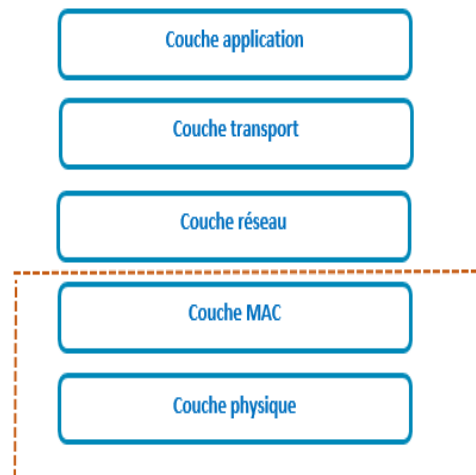 Couche application
Couche transport
Couche réseau
Couche MAC
Couche physique